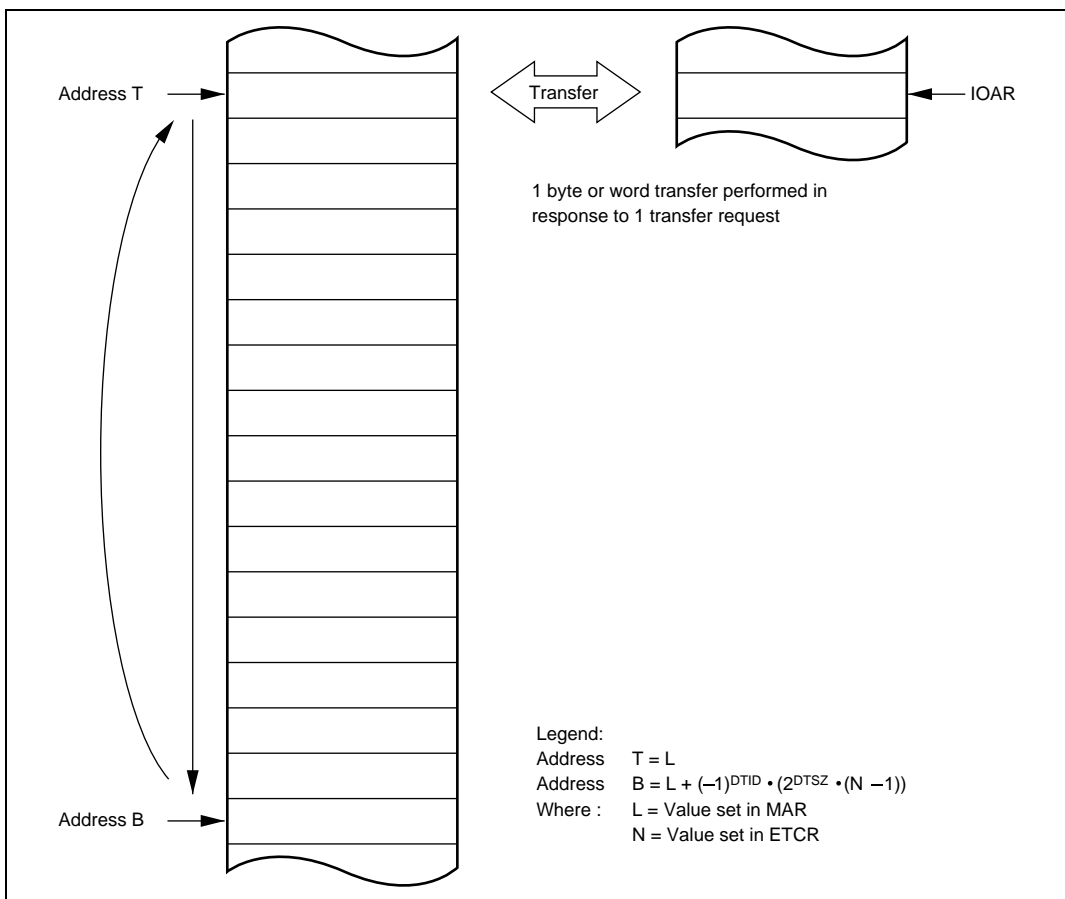 Address T
Transfer
IOAR
1 byte or word transfer performed in
response to 1 transfer request
Legend:
Address T = L
Address B = L + (–1)^DTID • (2^DTSZ • (N –1))
Where : L = Value set in MAR
N = Value set in ETCR
Address B